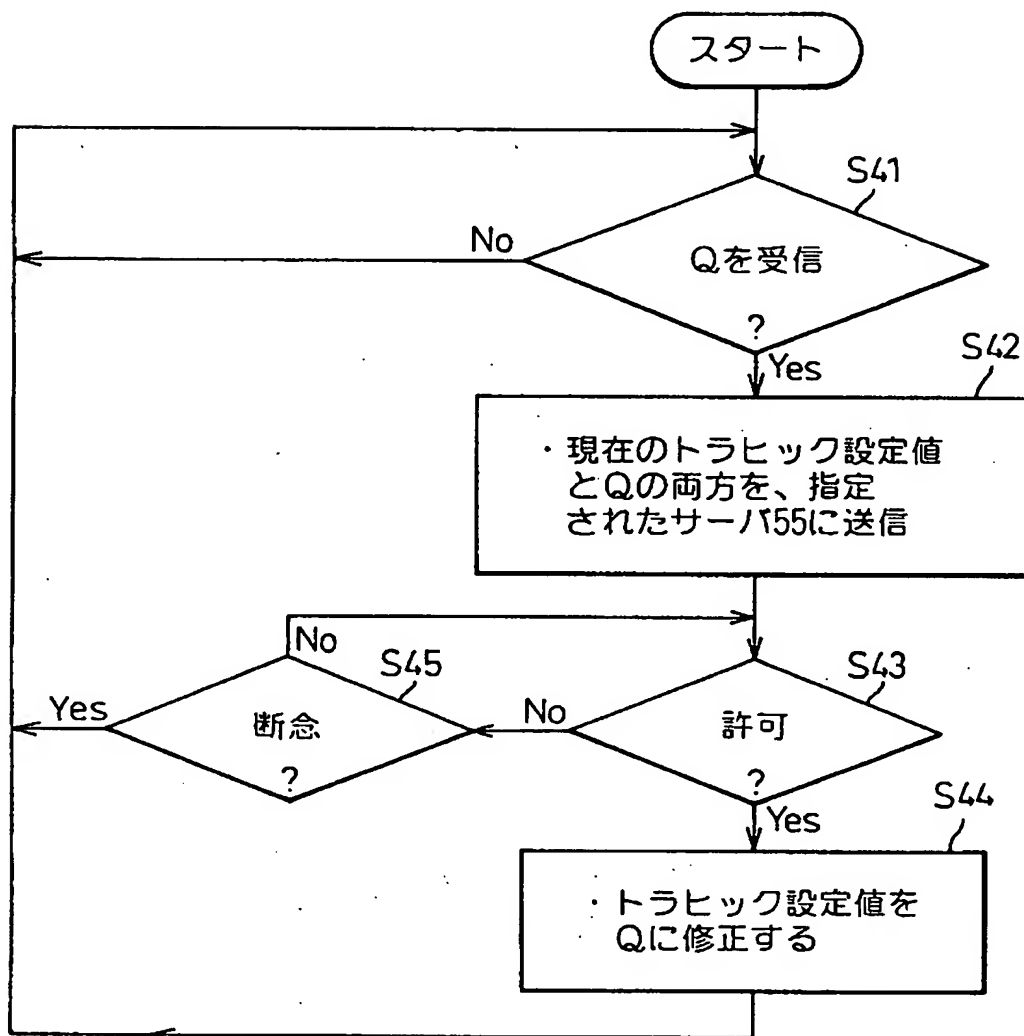 スタート
S41
No
Qを受信
?
Yes
S42
・現在のトラヒック設定値
とQの両方を、指定
されたサーバ55に送信
No
S45
S43
Yes
断念
?
No
許可
?
Yes
S44
・トラヒック設定値を
Qに修正する